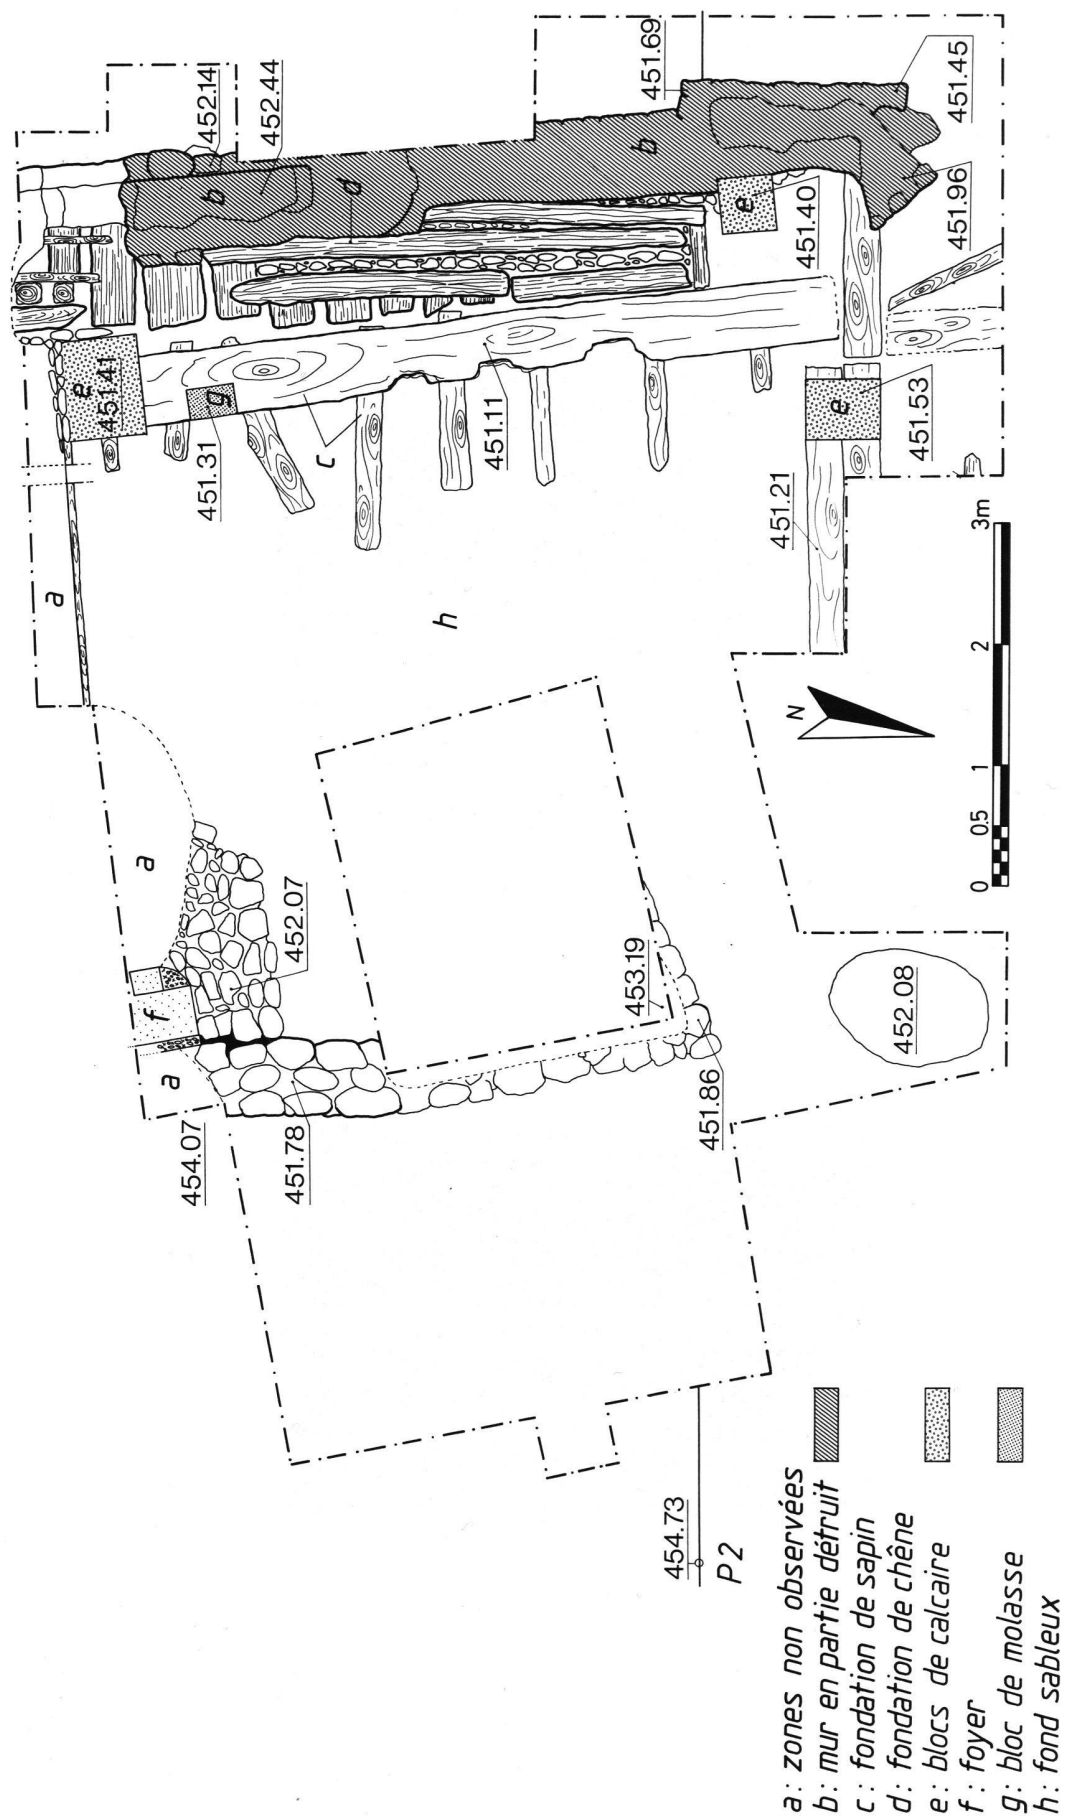 452.14
452.44
451.69
451.45
451.96
451.40
b
d
b
e
e
451.41
451.31
g
c
451.11
e
451.53
451.21
a
h
a
f
a
452.07
453.19
452.08
454.07
451.78
451.86
N
0 0.5 1 2 3m
454.73
P2
a: zones non observées
b: mur en partie détruit
c: fondation de sapin
d: fondation de chêne
e: blocs de calcaire
f: foyer
g: bloc de molasse
h: fond sableux